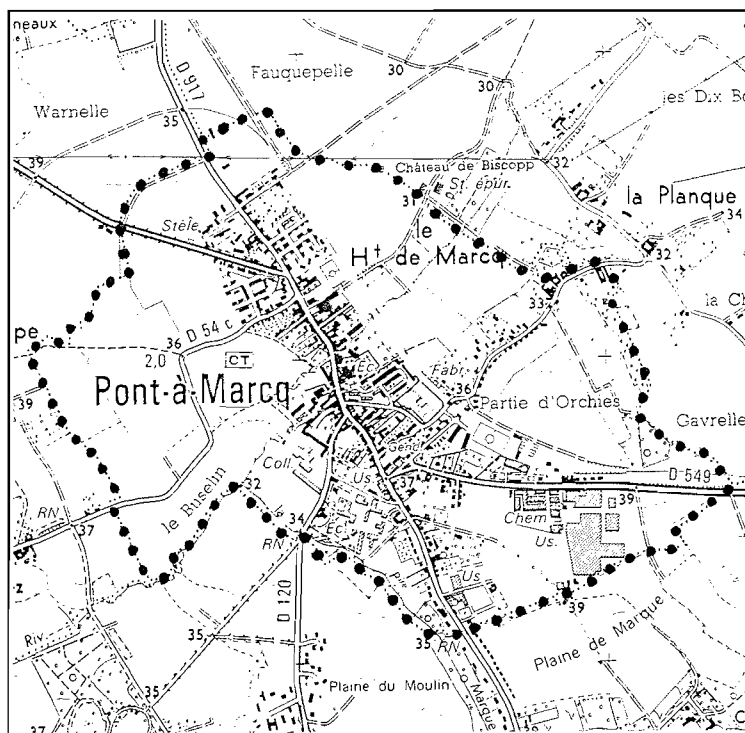 neaux
D 917
Fauquepelle
30
30
Warnelle
35
les Dix Bo
39
32
Château de Biscopp
St. épur.
la Planque
31
34
Stèle
le
Ht de Marcq
32
33
la Ch
pe
36
D 54 c
2,0
CT
Ec.
Fabr.
Pont-à-Marcq
36
Partie d'Orchies
39
Gavrelle
Gend.
Coll.
D 549
le Buselin
32
Us.
37
39
RN
37
34
Chem
Us.
RN
Ec.
z
D 120
Us.
39
35
35
RN
Plaine de Marque
Riv
Plaine du Moulin
Marque
35
H
37
39